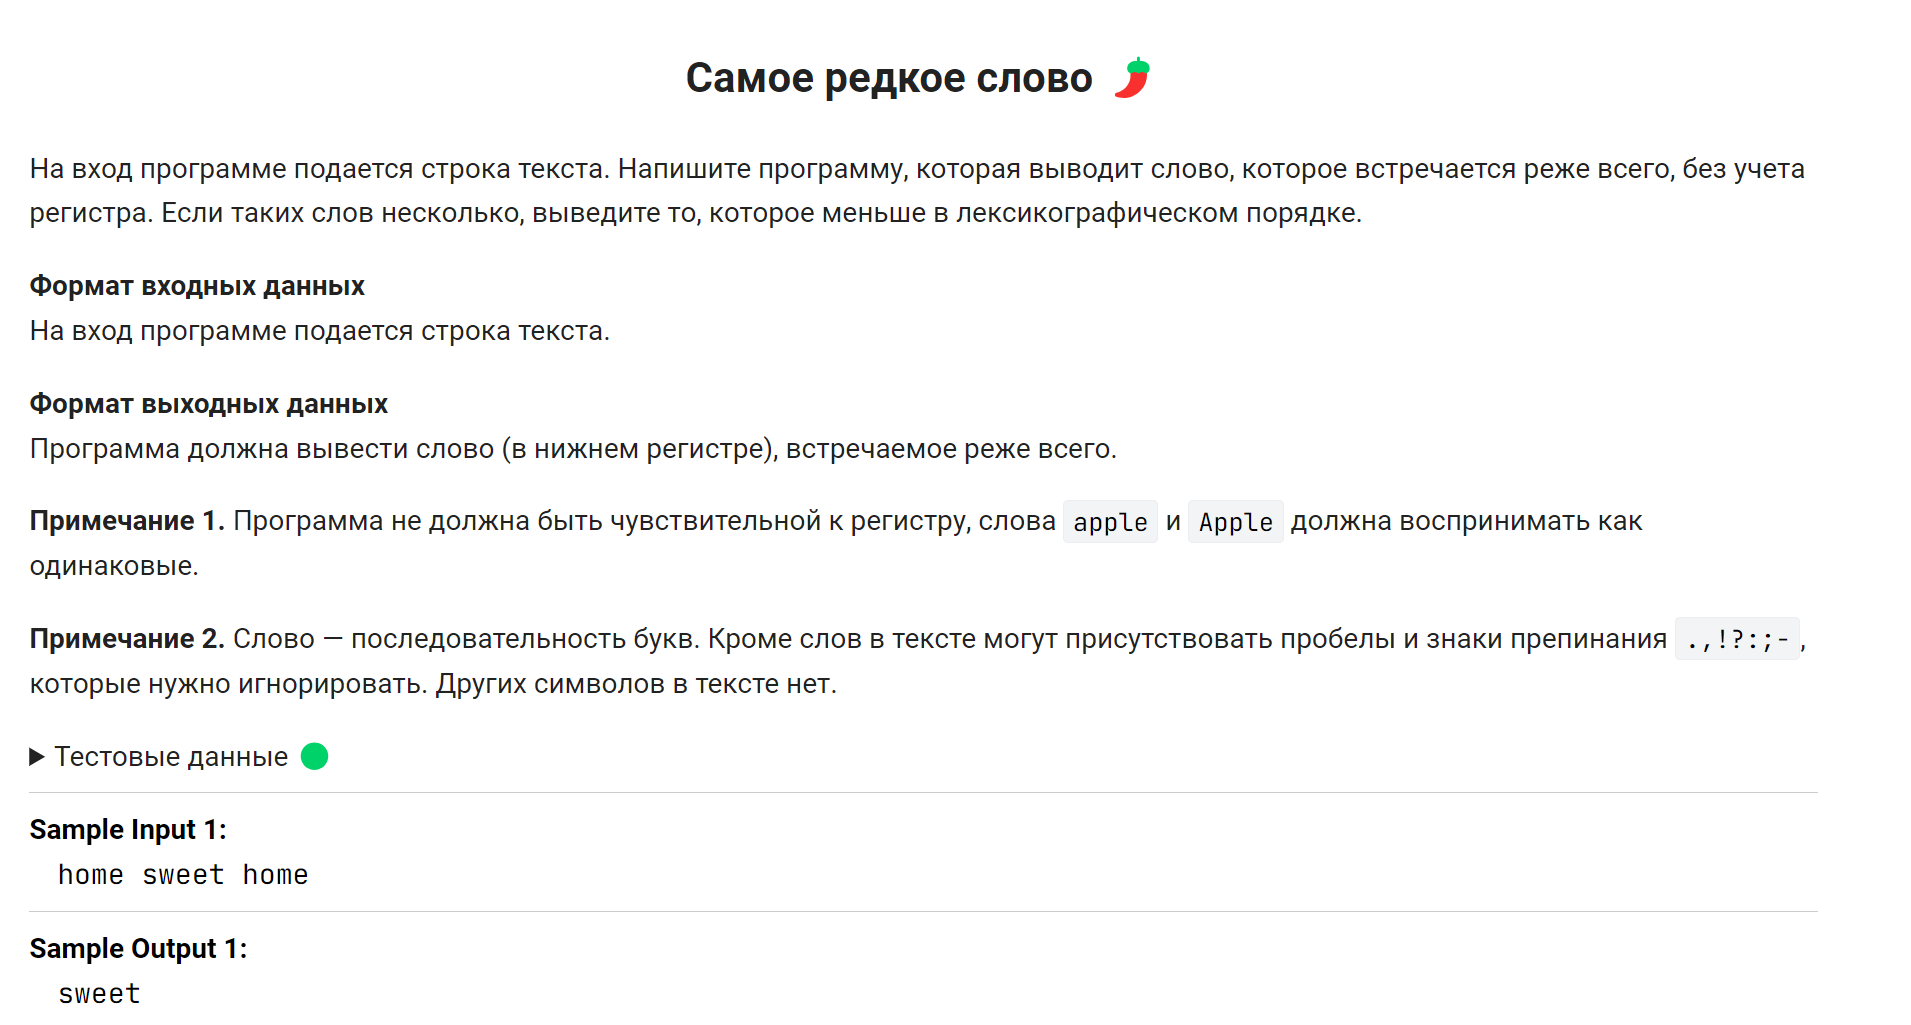 Самое редкое слово
На вход программе подается строка текста. Напишите программу, которая выводит слово, которое встречается реже всего, без учета
регистра. Если таких слов несколько, выведите то, которое меньше в лексикографическом порядке.
Формат входных данных
На вход программе подается строка текста.
Формат выходных данных
Программа должна вывести слово (в нижнем регистре), встречаемое реже всего.
Примечание 1. Программа не должна быть чувствительной к регистру, слова apple и Apple должна воспринимать как
одинаковые.
Примечание 2. Слово — последовательность букв. Кроме слов в тексте могут присутствовать пробелы и знаки препинания .,!?:;-,
которые нужно игнорировать. Других символов в тексте нет.
Тестовые данные
Sample Input 1:
home sweet home
Sample Output 1:
sweet